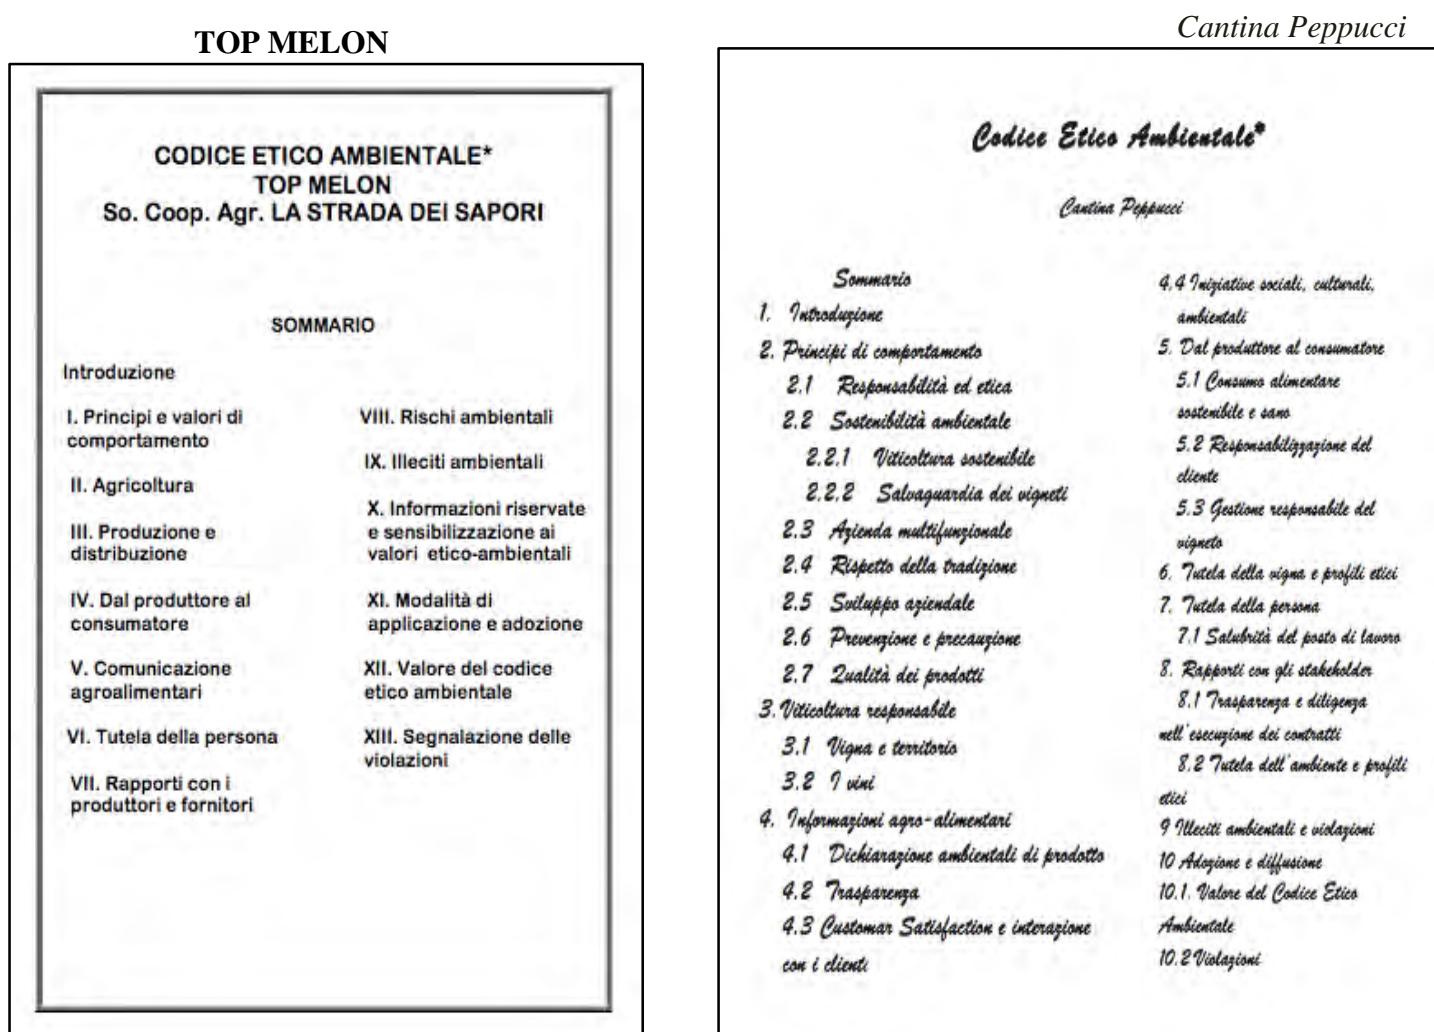 TOP MELON
CODICE ETICO AMBIENTALE*
TOP MELON
So. Coop. Agr. LA STRADA DEI SAPORI
SOMMARIO
Introduzione
I. Principi e valori di
comportamento
II. Agricoltura
III. Produzione e
distribuzione
IV. Dal produttore al
consumatore
V. Comunicazione
agroalimentari
VI. Tutela della persona
VII. Rapporti con i
produttori e fornitori
VIII. Rischi ambientali
IX. Illeciti ambientali
X. Informazioni riservate
e sensibilizzazione ai
valori etico-ambientali
XI. Modalità di
applicazione e adozione
XII. Valore del codice
etico ambientale
XIII. Segnalazione delle
violazioni
Cantina Peppucci
Codice Etico Ambientale*
Cantina Peppucci
Sommario
1. Introduzione
2. Principi di comportamento
2.1 Responsabilità ed etica
2.2 Sostenibilità ambientale
2.2.1 Viticoltura sostenibile
2.2.2 Salvaguardia dei vigneti
2.3 Azienda multifunzionale
2.4 Rispetto della tradizione
2.5 Sviluppo aziendale
2.6 Prevenzione e precauzione
2.7 Qualità dei prodotti
3. Viticoltura responsabile
3.1 Vigna e territorio
3.2 I vini
4. Informazioni agro-alimentari
4.1 Dichiarazione ambientali di prodotto
4.2 Trasparenza
4.3 Customar Satisfaction e interazione
con i clienti
4.4 Iniziative sociali, culturali,
ambientali
5. Dal produttore al consumatore
5.1 Consumo alimentare
sostenibile e sano
5.2 Responsabilizzazione del
cliente
5.3 Gestione responsabile del
vigneto
6. Tutela della vigna e profili etici
7. Tutela della persona
7.1 Salubrità del posto di lavoro
8. Rapporti con gli stakeholder
8.1 Trasparenza e diligenza
nell'esecuzione dei contratti
8.2 Tutela dell'ambiente e profili
etici
9 Illeciti ambientali e violazioni
10 Adozione e diffusione
10.1. Valore del Codice Etico
Ambientale
10.2 Violazioni